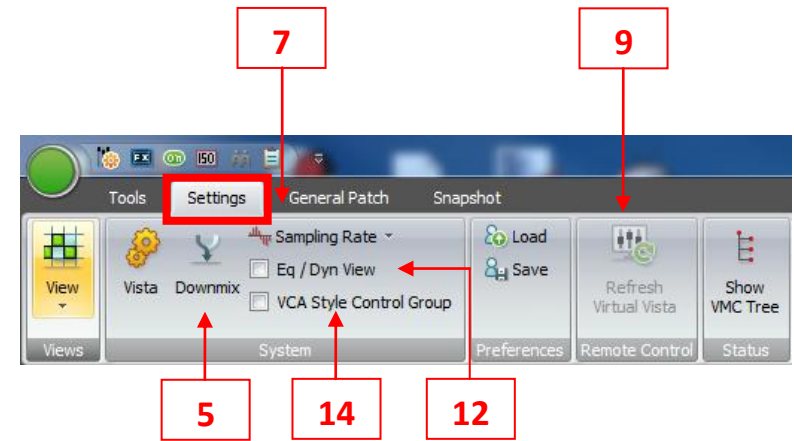 7
9
FX
On
ISO
Tools
Settings
General Patch
Snapshot
View
Vista
Downmix
Sampling Rate
Eq / Dyn View
VCA Style Control Group
Load
Save
Refresh
Virtual Vista
Show
VMC Tree
Views
System
Preferences
Remote Control
Status
5
14
12